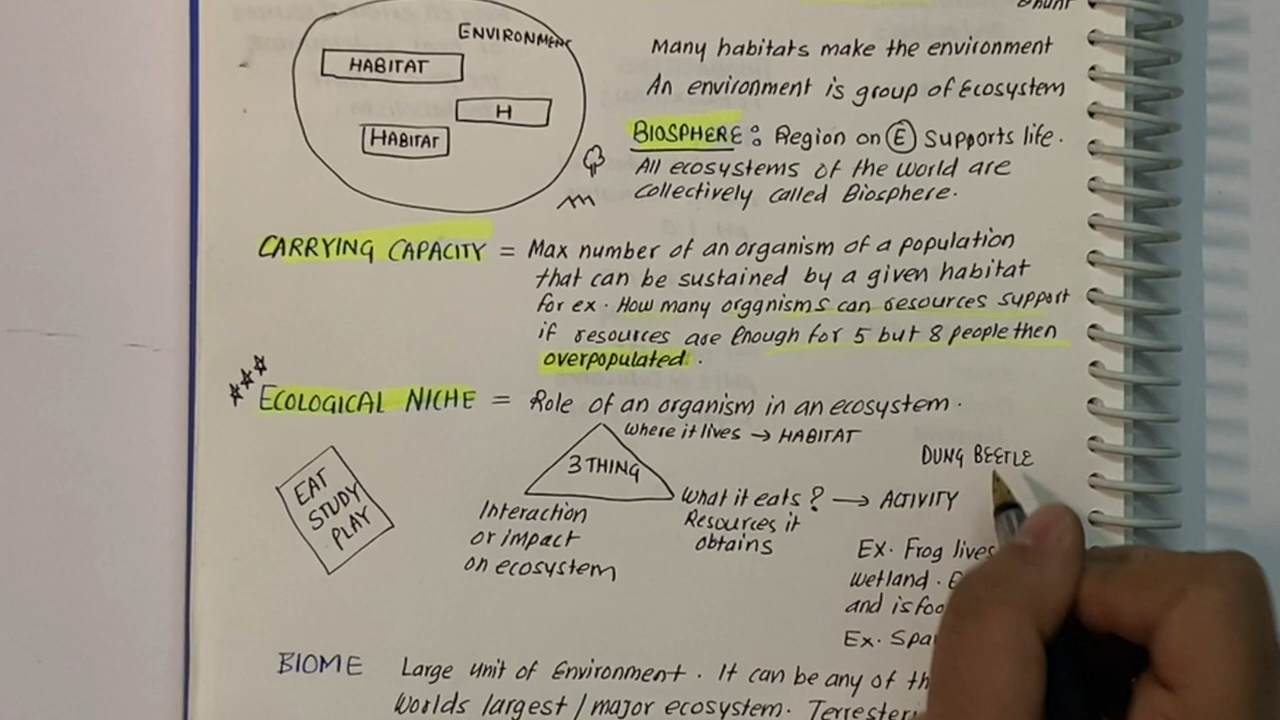 ENVIRONMENT
HABITAT
H
HABITAT
Many habitats make the environment
An environment is group of Ecosystem
BIOSPHERE : Region on E Supports life.
All ecosystems of the world are
collectively called Biosphere.
CARRYING CAPACITY = Max number of an organism of a population
that can be sustained by a given habitat
for ex. How many organisms can resources support
if resources are Enough for 5 but 8 people then
overpopulated.
ECOLOGICAL NICHE = Role of an organism in an ecosystem.
Where it lives → HABITAT
3 THING
DUNG BEETLE
EAT
STUDY
PLAY
Interaction
or impact
on ecosystem
What it eats? → ACTIVITY
Resources it
obtains
Ex. Frog lives
wetland.
and is
Ex.
BIOME Large unit of Environment. It can be any of
Worlds largest / major ecosystem.